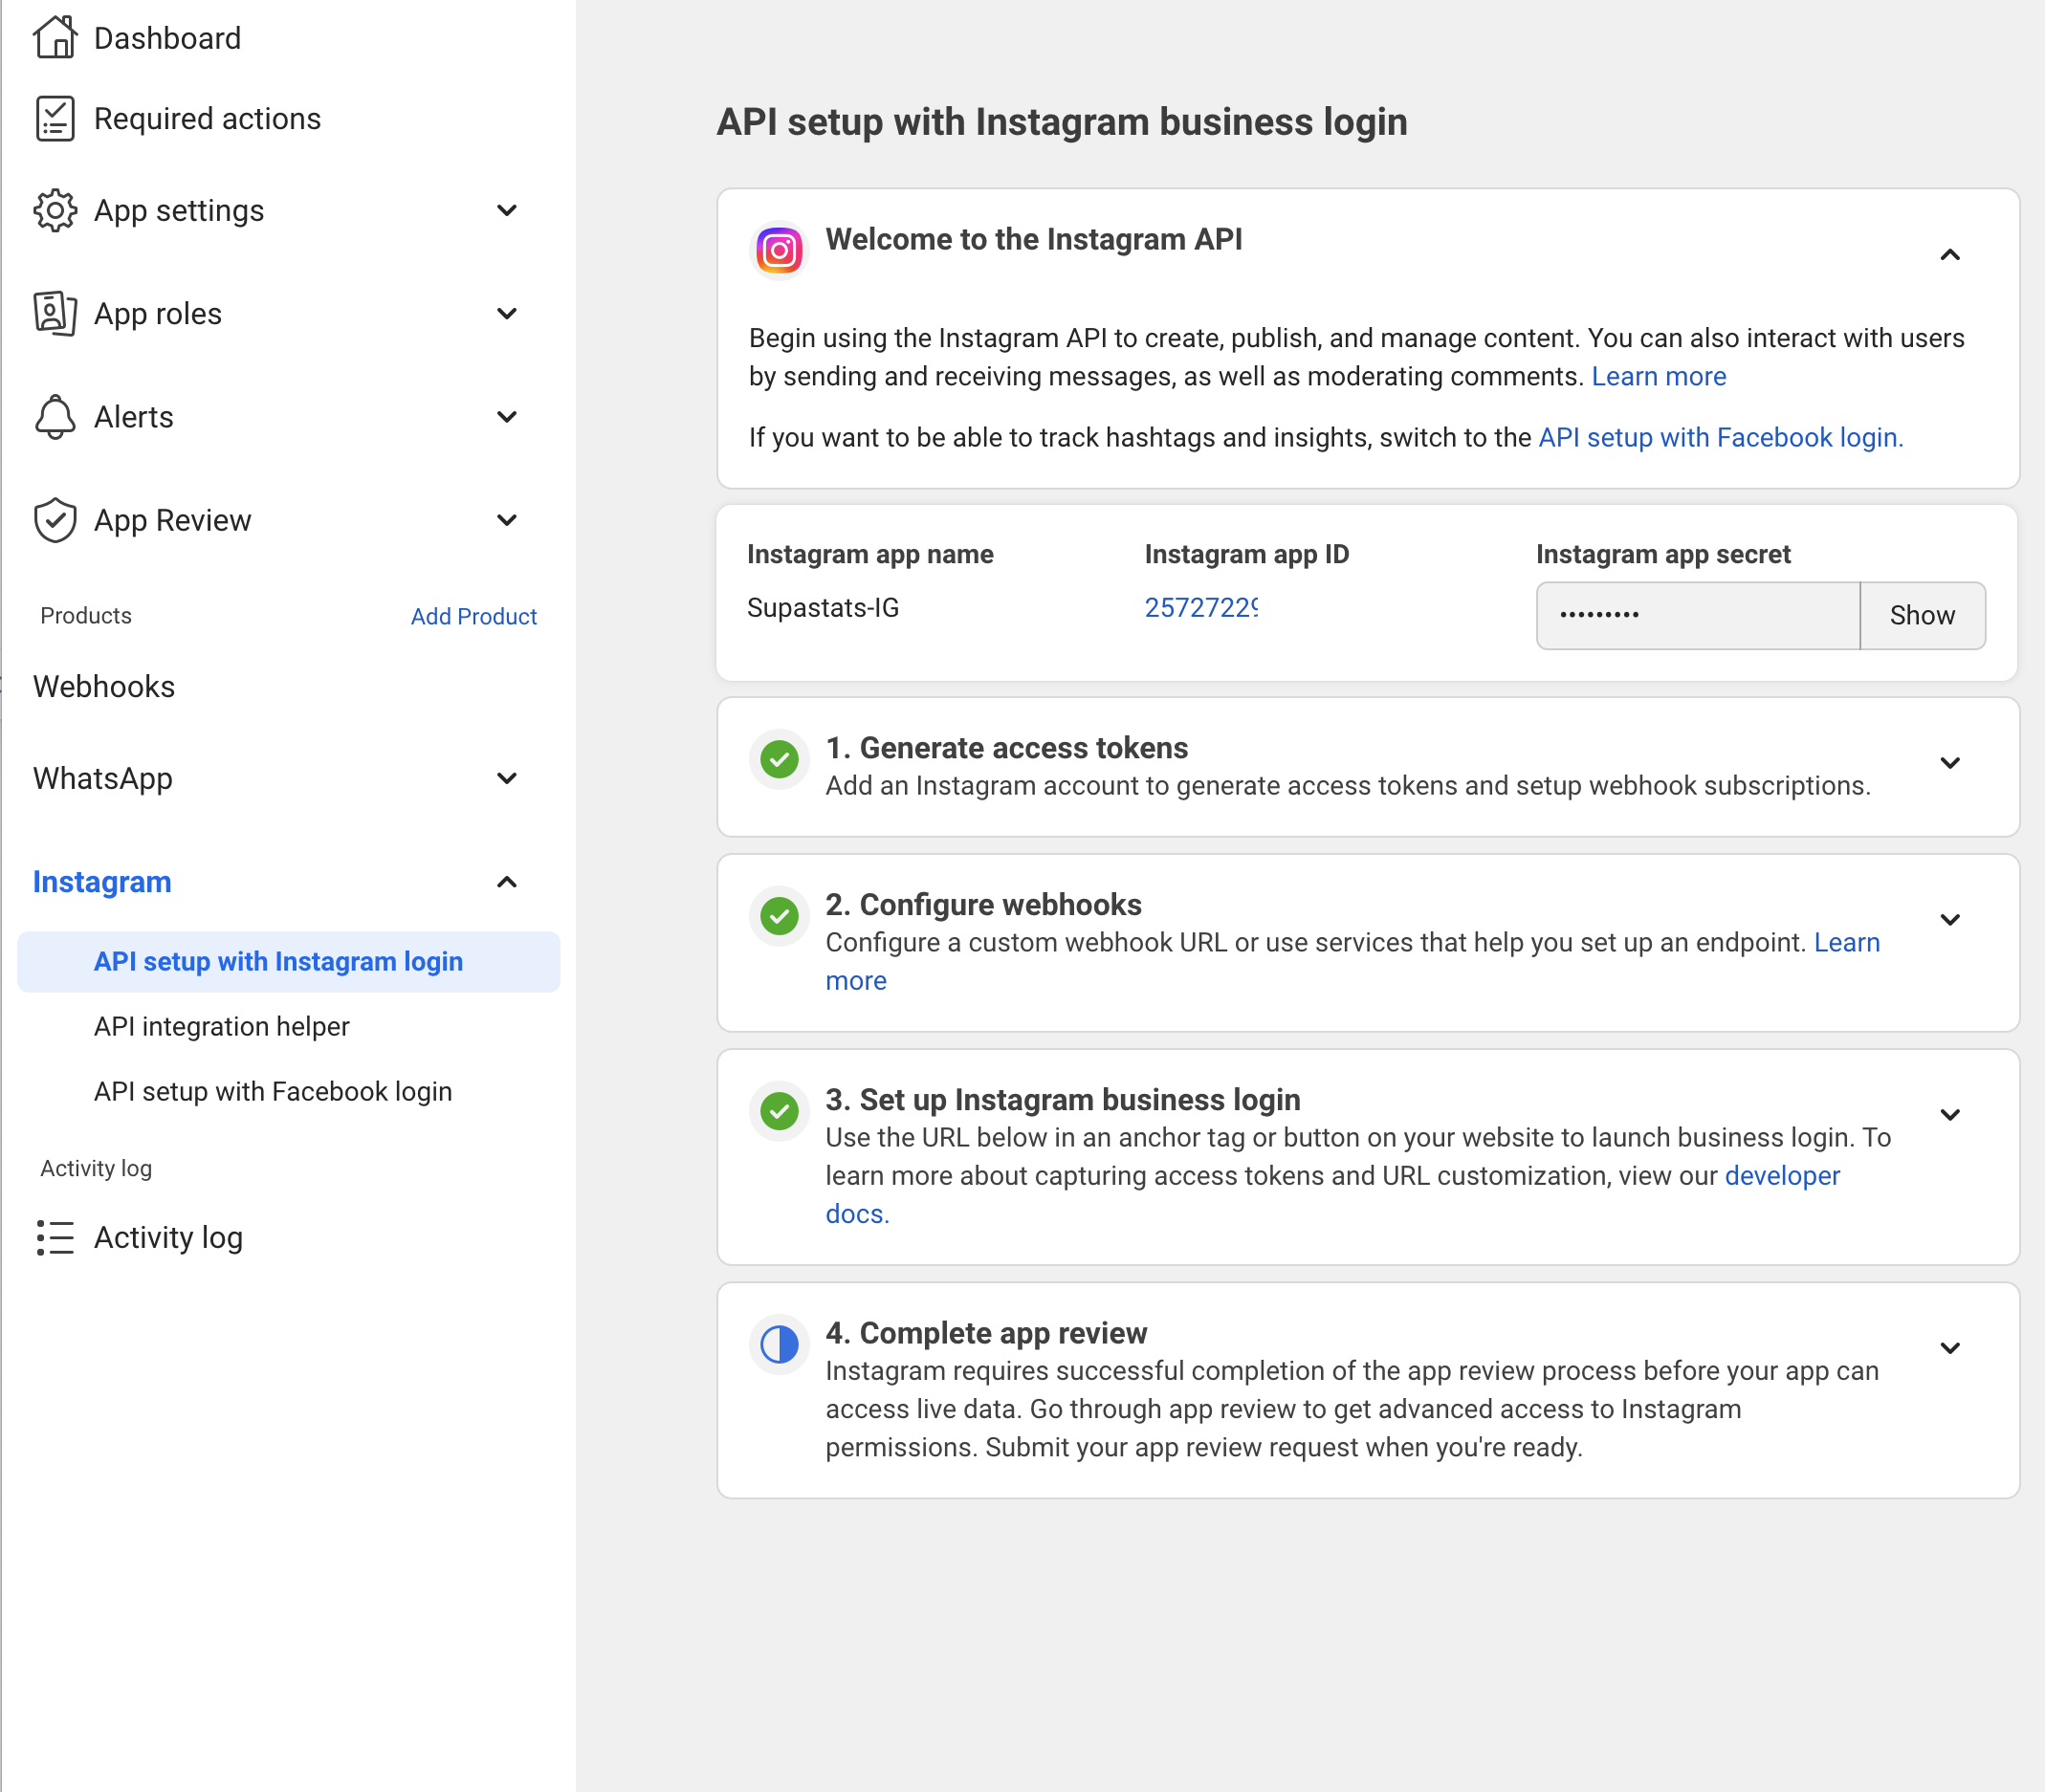 Dashboard
Required actions
App settings
App roles
Alerts
App Review
Products
Add Product
Webhooks
WhatsApp
Instagram
API setup with Instagram login
API integration helper
API setup with Facebook login
Activity log
Activity log
API setup with Instagram business login
Welcome to the Instagram API
Begin using the Instagram API to create, publish, and manage content. You can also interact with users
by sending and receiving messages, as well as moderating comments. Learn more
If you want to be able to track hashtags and insights, switch to the API setup with Facebook login.
Instagram app name
Instagram app ID
Instagram app secret
Supastats-IG
•••••••••
Show
1. Generate access tokens
Add an Instagram account to generate access tokens and setup webhook subscriptions.
2. Configure webhooks
Configure a custom webhook URL or use services that help you set up an endpoint. Learn
more
3. Set up Instagram business login
Use the URL below in an anchor tag or button on your website to launch business login. To
learn more about capturing access tokens and URL customization, view our developer
docs.
4. Complete app review
Instagram requires successful completion of the app review process before your app can
access live data. Go through app review to get advanced access to Instagram
permissions. Submit your app review request when you're ready.